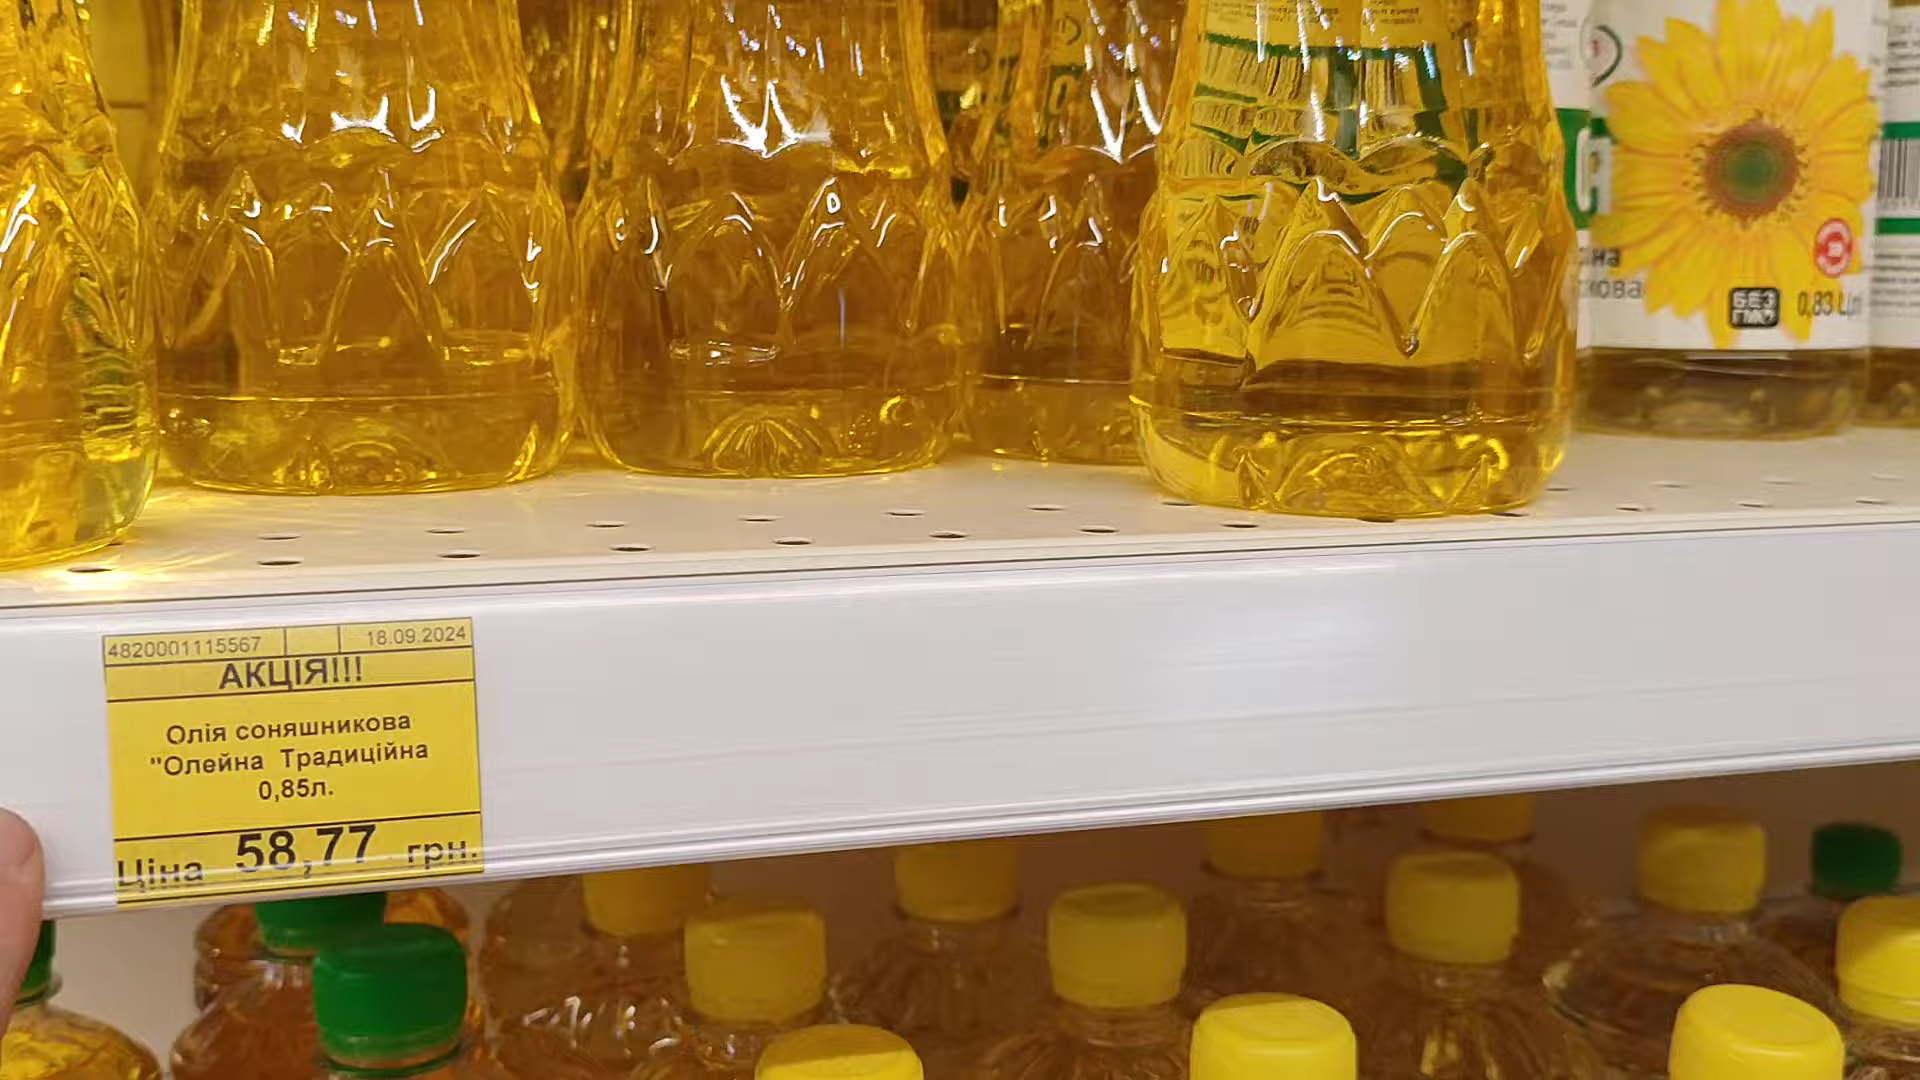 БЕЗ
ГМО
0,83
4820001115567 18.09.2024
АКЦІЯ!!!
Олія соняшникова
"Олейна Традиційна
0,85л.
Ціна 58,77 грн.